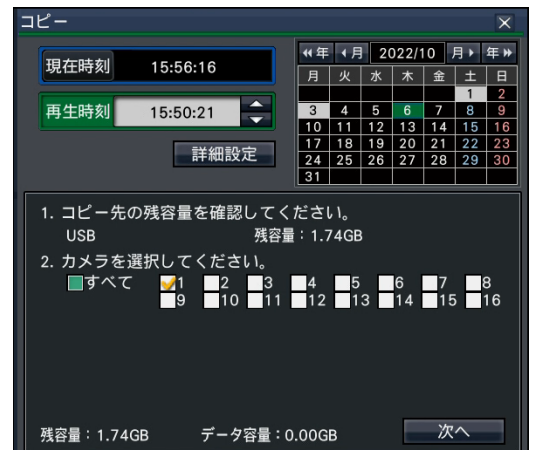 コピー
現在時刻 15:56:16
再生時刻 15:50:21
詳細設定
年 月 2022/10 月 年
月 火 水 木 金 土 日
1 2
3 4 5 6 7 8 9
10 11 12 13 14 15 16
17 18 19 20 21 22 23
24 25 26 27 28 29 30
31
1. コピー先の残容量を確認してください。
USB 残容量：1.74GB
2. カメラを選択してください。
すべて 1 2 3 4 5 6 7 8
9 10 11 12 13 14 15 16
残容量：1.74GB データ容量：0.00GB 次へ